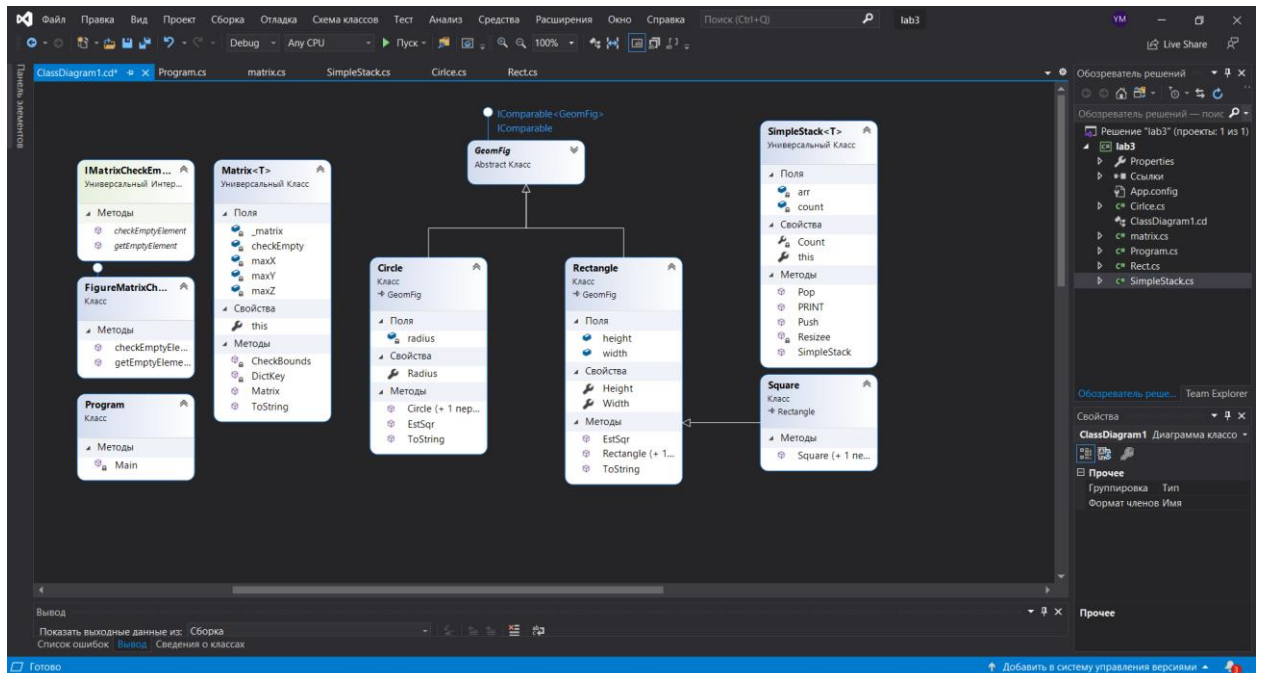 Файл Правка Вид Проект Сборка Отладка Схема классов Тест Анализ Средства Расширения Окно Справка Поиск (Ctrl+Q) lab3 YM
Debug Any CPU Пуск 100% Live Share
Панель элементов
ClassDiagram1.cd* Program.cs matrix.cs SimpleStack.cs Cirlce.cs Rect.cs
IMatrixCheckEm...
Универсальный Интер...
Методы
checkEmptyElement
getEmptyElement
FigureMatrixCh...
Класс
Методы
checkEmptyEle...
getEmptyEleme...
Program
Класс
Методы
Main
Matrix<T>
Универсальный Класс
Поля
_matrix
checkEmpty
maxX
maxY
maxZ
Свойства
this
Методы
CheckBounds
DictKey
Matrix
ToString
IComparable<GeomFig>
IComparable
GeomFig
Abstract Класс
Circle
Класс
GeomFig
Поля
radius
Свойства
Radius
Методы
Circle (+ 1 пер...
EstSqr
ToString
Rectangle
Класс
GeomFig
Поля
height
width
Свойства
Height
Width
Методы
EstSqr
Rectangle (+ 1...
ToString
SimpleStack<T>
Универсальный Класс
Поля
arr
count
Свойства
Count
this
Методы
Pop
PRINT
Push
Resizee
SimpleStack
Square
Класс
Rectangle
Методы
Square (+ 1 пе...
Обозреватель решений
Обозреватель решений — поис
Решение "lab3" (проекты: 1 из 1)
lab3
Properties
Ссылки
App.config
Cirlce.cs
ClassDiagram1.cd
matrix.cs
Program.cs
Rect.cs
SimpleStack.cs
Обозреватель реше... Team Explorer
Свойства
ClassDiagram1 Диаграмма классо
Прочее
Группировка Тип
Формат членов Имя
Прочее
Вывод
Показать выходные данные из: Сборка
Список ошибок Вывод Сведения о классах
Готово Добавить в систему управления версиями